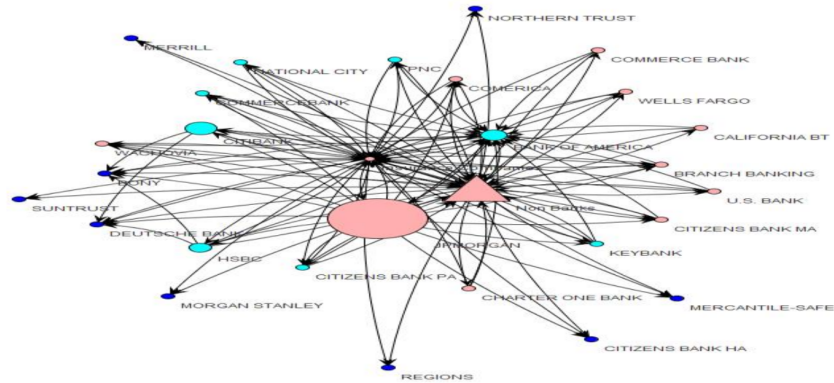 NORTHERN TRUST
MERRILL
COMMERCE BANK
NATIONAL CITY
PNC
COMERICA
WELLS FARGO
COMMERCEBANK
CITIBANK
BANK OF AMERICA
CALIFORNIA BT
WACHOVIA
BRANCH BANKING
BONY
U.S. BANK
SUNTRUST
Non Banks
CITIZENS BANK MA
DEUTSCHE BANK
JPMORGAN
KEYBANK
HSBC
CITIZENS BANK PA
CHARTER ONE BANK
MORGAN STANLEY
MERCANTILE-SAFE
CITIZENS BANK HA
REGIONS